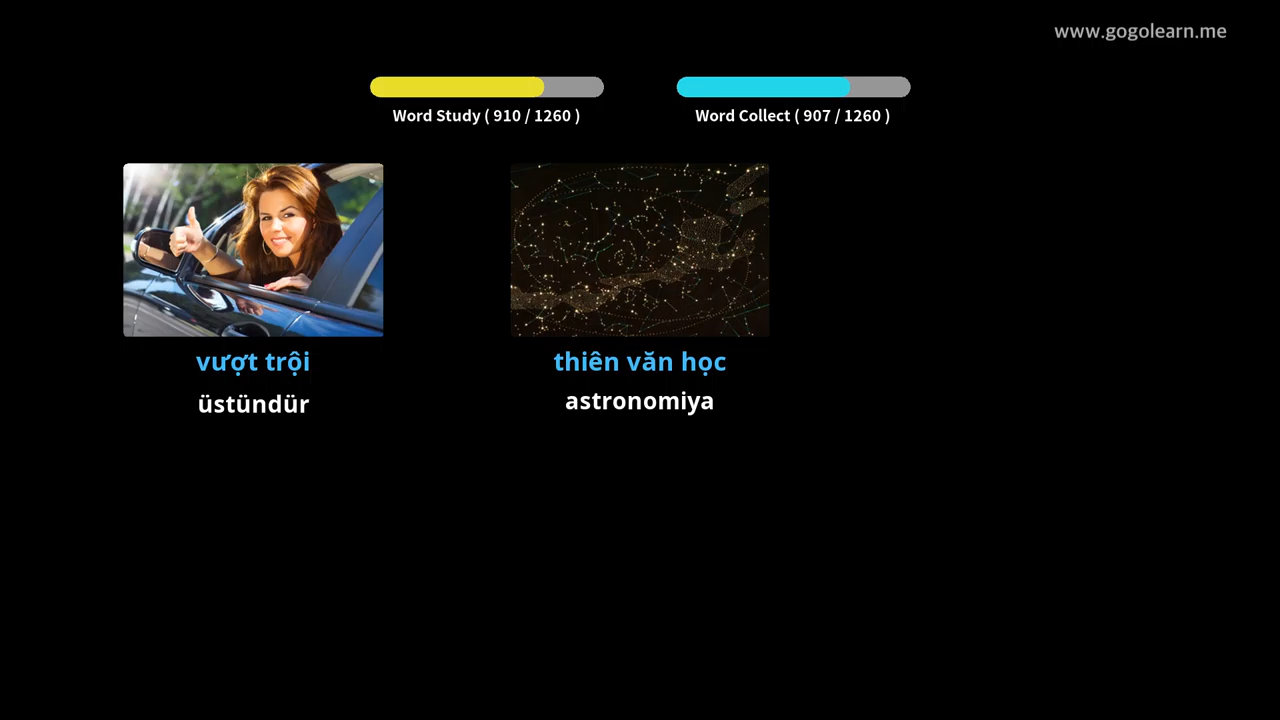 www.gogolearn.me
Word Study ( 910 / 1260 )
Word Collect ( 907 / 1260 )
vượt trội
üstündür
thiên văn học
astronomiya